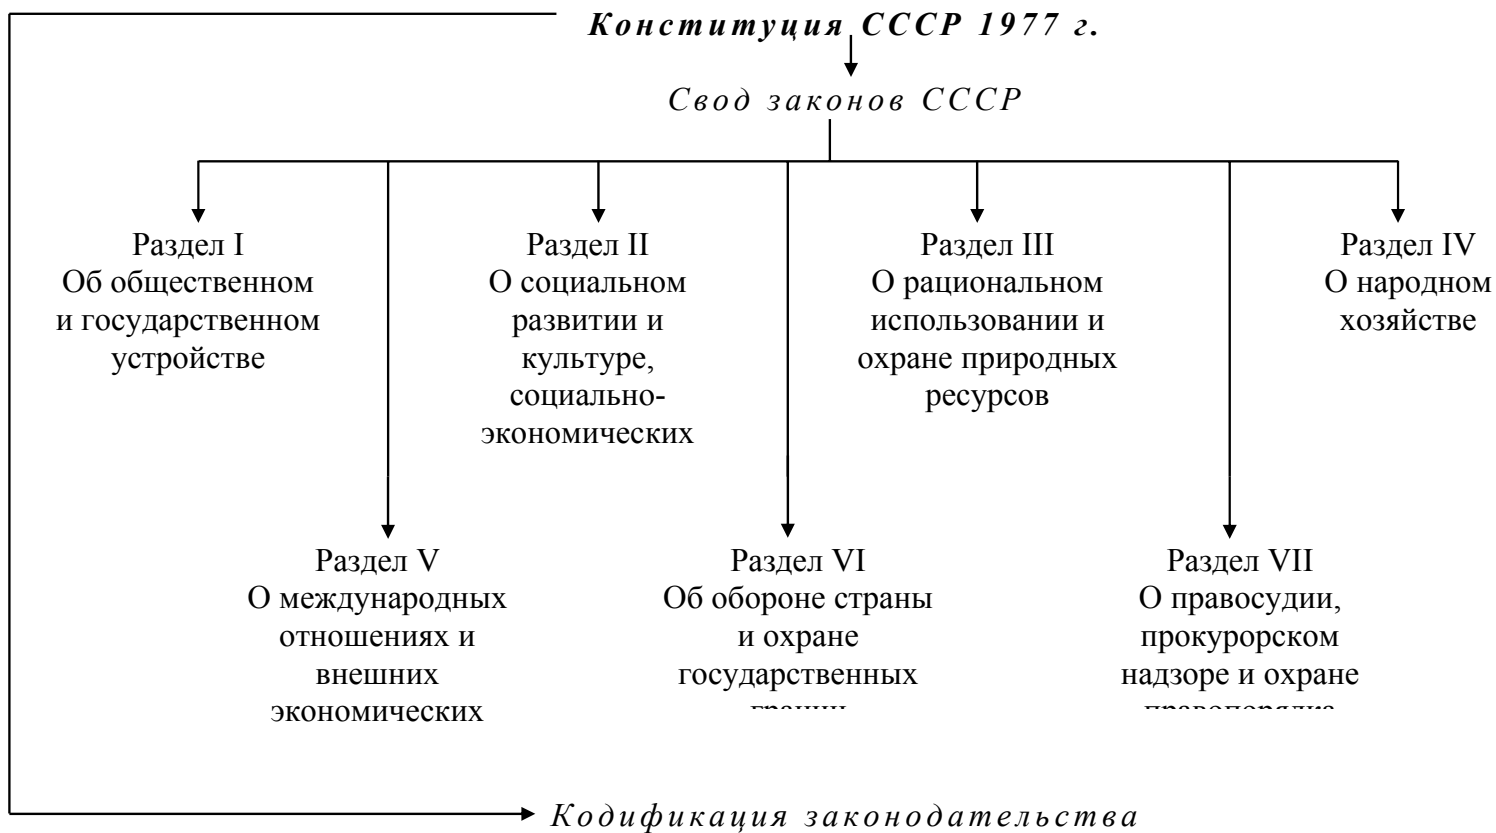 Конституция СССР 1977 г.
Свод законов СССР
Раздел I
Об общественном
и государственном
устройстве
Раздел II
О социальном
развитии и
культуре,
социально-
экономических
Раздел III
О рациональном
использовании и
охране природных
ресурсов
Раздел IV
О народном
хозяйстве
Раздел V
О международных
отношениях и
внешних
экономических
Раздел VI
Об обороне страны
и охране
государственных
границ
Раздел VII
О правосудии,
прокурорском
надзоре и охране
правопорядка
Кодификация законодательства